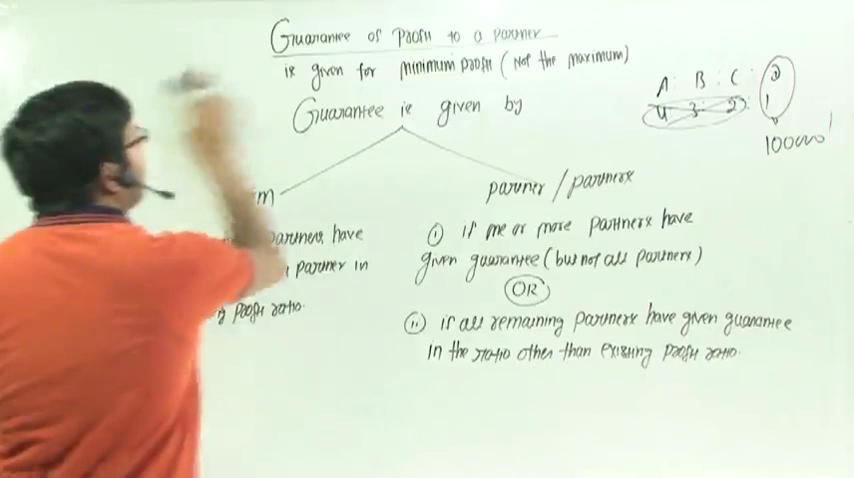 Guarantee of profit to a partner
is given for minimum profit (Not the maximum)
Guarantee is given by
A : B : C : D
4 3 2 : 1
100000/
m
partners have
partner in
profit ratio.
partner / partners
(i) if one or more partners have
given guarantee (but not all partners)
OR
(ii) if all remaining partners have given guarantee
in the ratio other than existing profit ratio.